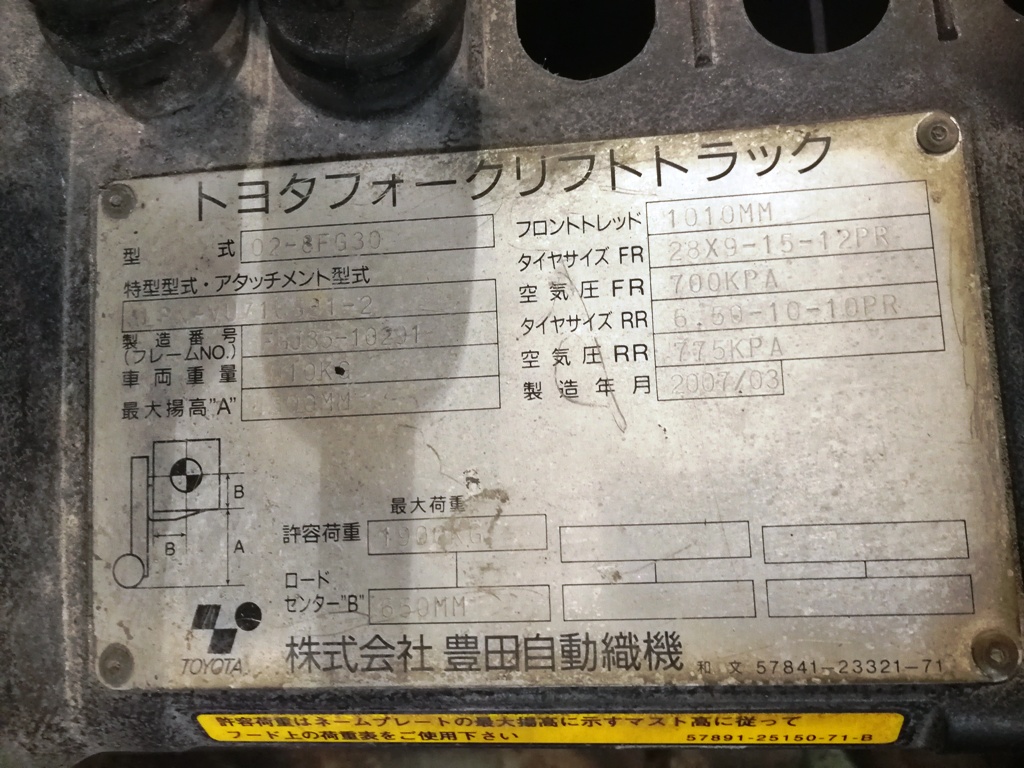 トヨタフォークリフトトラック
型 式 02-8FG30
フロントトレッド 1010MM
タイヤサイズ FR 28X9-15-12PR
特型型式・アタッチメント型式
空気圧 FR 700KPA
タイヤサイズ RR 6.50-10-10PR
製造番号
(フレームNO.)
空気圧 RR 775KPA
車両重量
製造年月 2007/03
最大揚高"A"
B
B
A
最大荷重
許容荷重 1900KG
ロード
センター"B" 650MM
TOYOTA
株式会社 豊田自動織機
和文 57841-23321-71
許容荷重はネームプレートの最大揚高に示すマスト高に従って
フード上の荷重表をご使用下さい
57891-25150-71-B